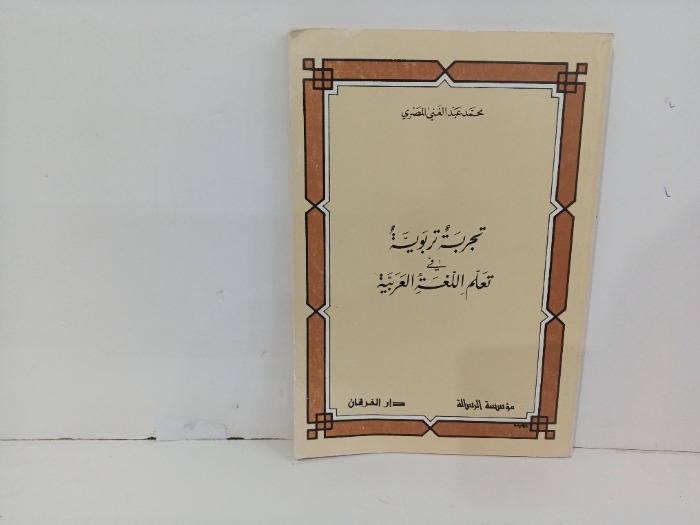 محمد عبد الغني المصري
تجربة تربوية
في
تعلم اللغة العربية
مؤسسة الرسالة دار الفرقان